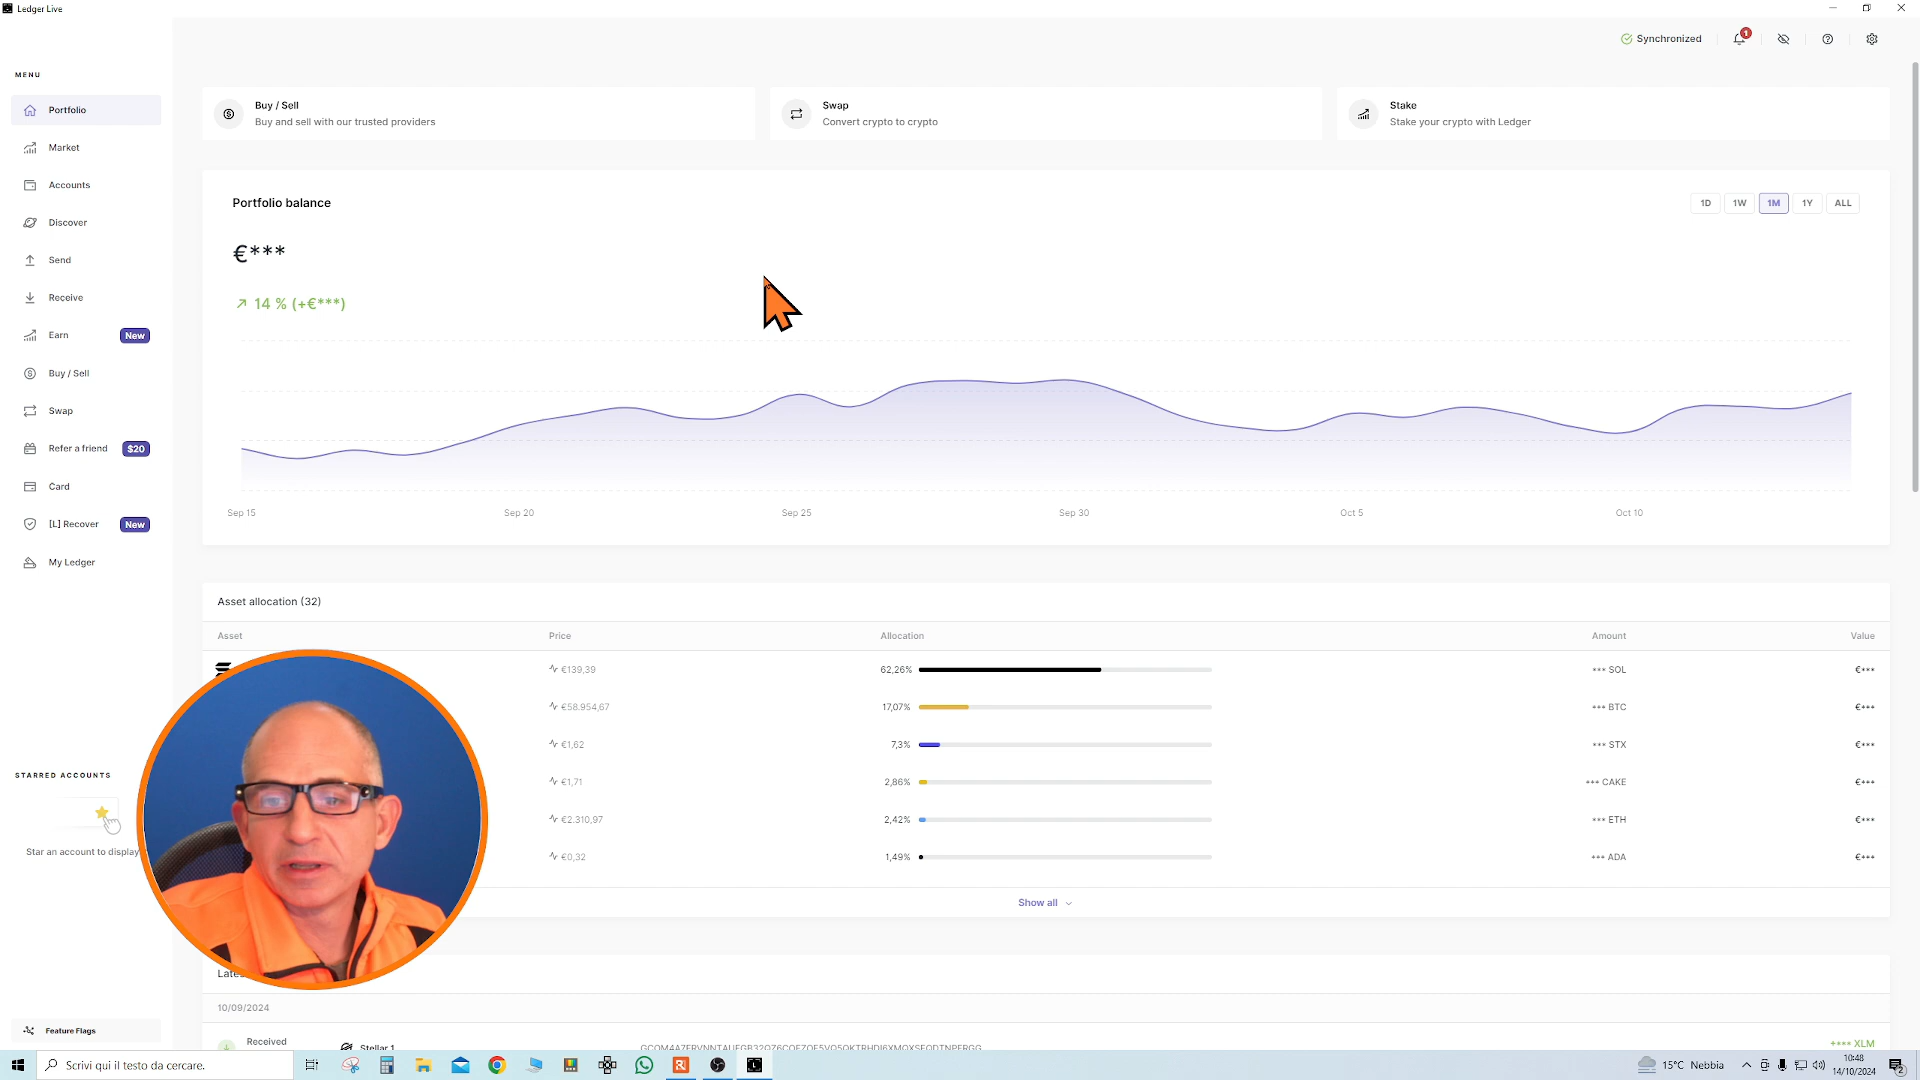 Ledger Live
Synchronized
1
MENU
Portfolio
Market
Accounts
Discover
Send
Receive
Earn New
Buy / Sell
Swap
Refer a friend $20
Card
[L] Recover New
My Ledger
STARRED ACCOUNTS
Star an account to display
Feature Flags
Buy / Sell
Buy and sell with our trusted providers
Swap
Convert crypto to crypto
Stake
Stake your crypto with Ledger
Portfolio balance
1D 1W 1M 1Y ALL
€***
14 % (+€***)
Sep 15 Sep 20 Sep 25 Sep 30 Oct 5 Oct 10
Asset allocation (32)
Asset Price Allocation Amount Value
€139,39 62,26% *** SOL €***
€58.954,67 17,07% *** BTC €***
€1,62 7,3% *** STX €***
€1,71 2,86% *** CAKE €***
€2.310,97 2,42% *** ETH €***
€0,32 1,49% *** ADA €***
Show all
10/09/2024
Received
Stellar 1
+*** XLM
Scrivi qui il testo da cercare.
15°C Nebbia
10:48
14/10/2024
2